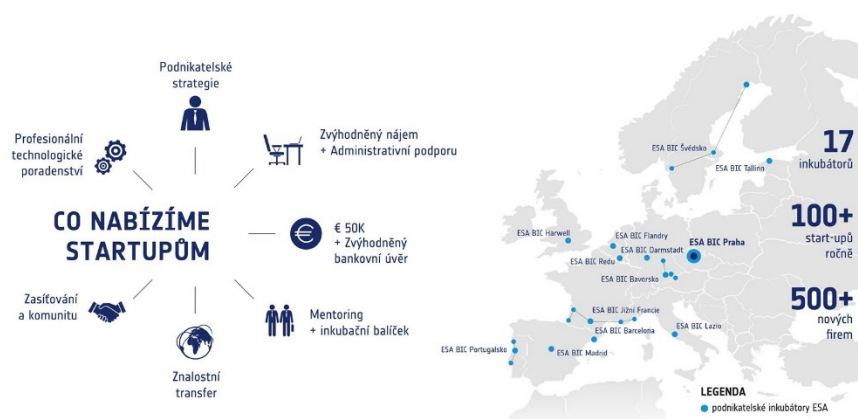 Podnikatelské
strategie
Profesionální
technologické
poradenství
Zvýhodněný nájem
+ Administrativní podporu
CO NABÍZÍME
STARTUPŮM
€ 50K
+ Zvýhodněný
bankovní úvěr
Zasíťování
a komunitu
Mentoring
+ inkubační balíček
Znalostní
transfer
ESA BIC Švédsko
ESA BIC Tallinn
17
inkubátorů
ESA BIC Harwell
ESA BIC Flandry
ESA BIC Darmstadt
ESA BIC Praha
ESA BIC Redu
ESA BIC Bavorsko
100+
start-upů
ročně
ESA BIC Jižní Francie
ESA BIC Barcelona
ESA BIC Lazio
500+
nových
firem
ESA BIC Portugalsko
ESA BIC Madrid
LEGENDA
podnikatelské inkubátory ESA